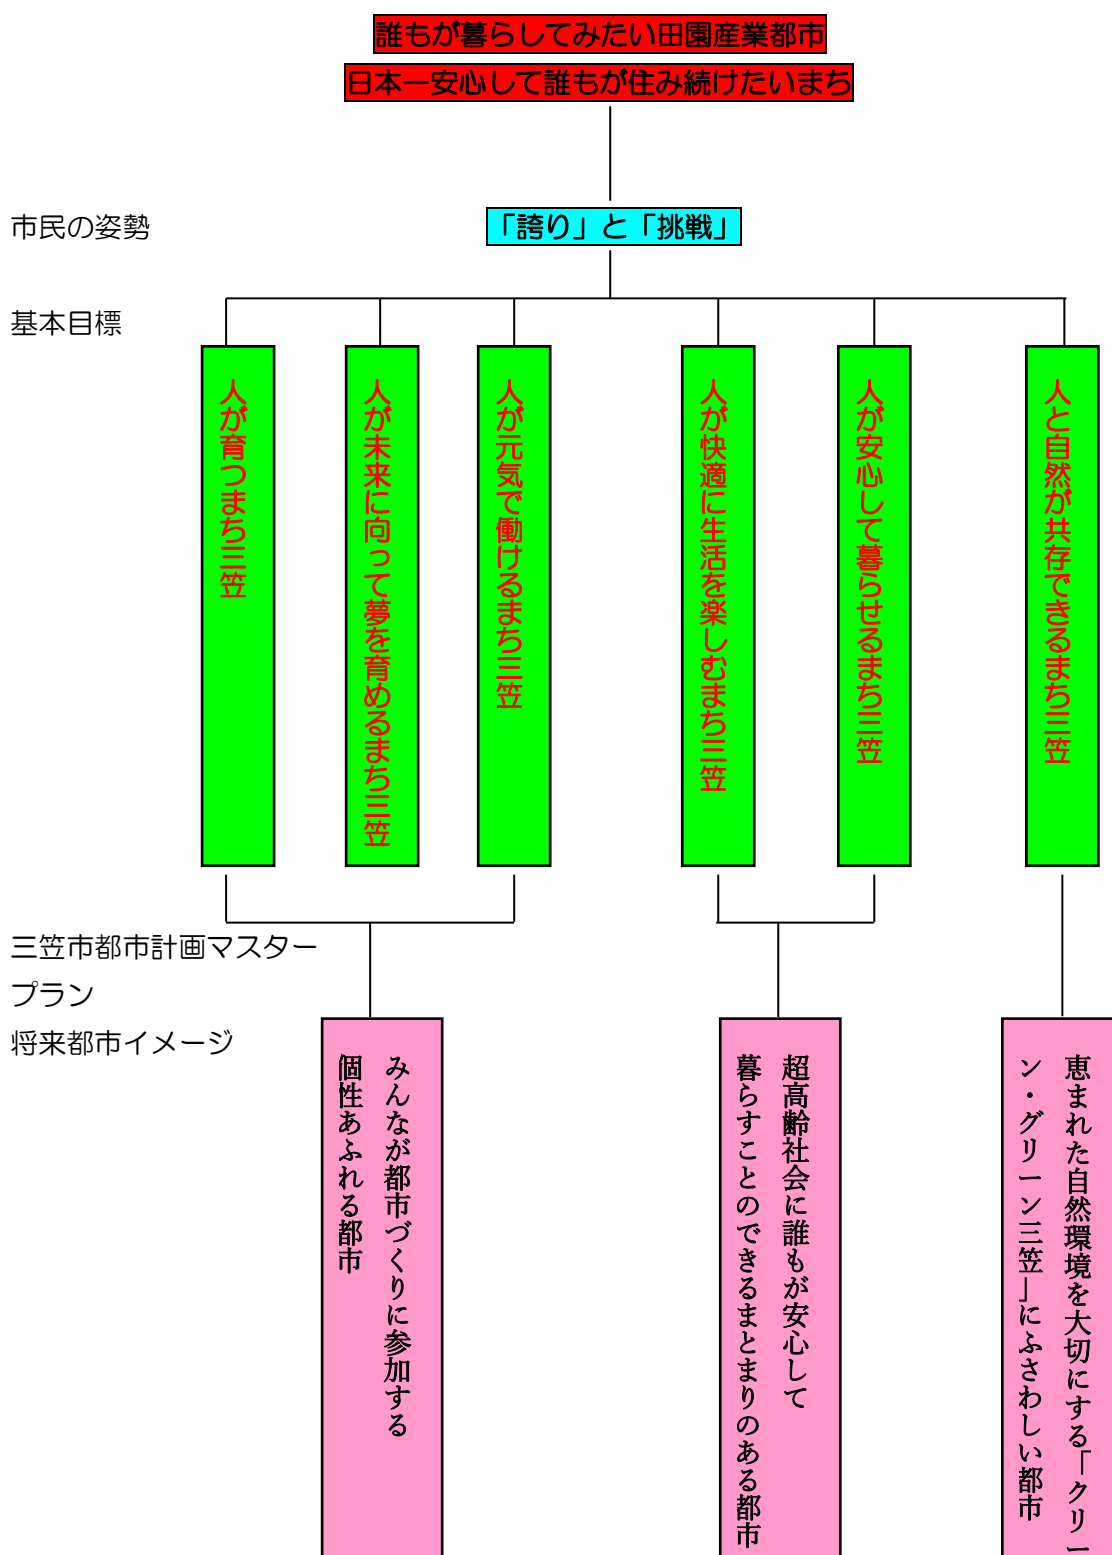 誰もが暮らしてみたい田園産業都市
日本一安心して誰もが住み続けたいまち
市民の姿勢
「誇り」と「挑戦」
基本目標
人が育つまち三笠
人が未来に向って夢を育めるまち三笠
人が元気で働けるまち三笠
人が快適に生活を楽しむまち三笠
人が安心して暮らせるまち三笠
人と自然が共存できるまち三笠
三笠市都市計画マスター
プラン
将来都市イメージ
みんなが都市づくりに参加する
個性あふれる都市
超高齢社会に誰もが安心して
暮らすことのできるまとまりのある都市
恵まれた自然環境を大切にする「クリー
ン・グリーン三笠」にふさわしい都市